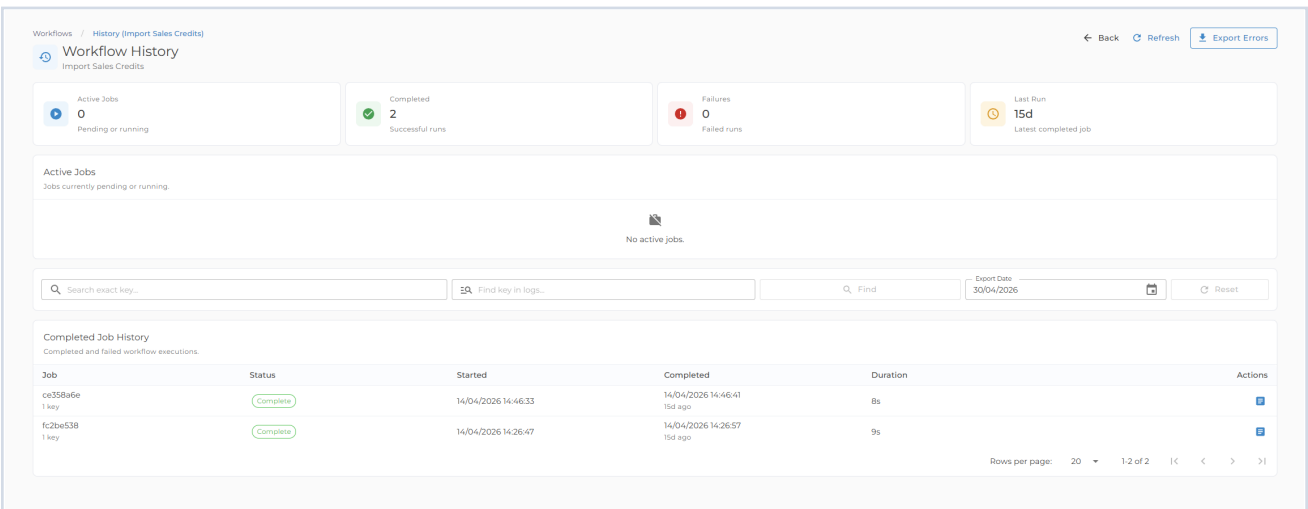 Workflows / History (Import Sales Credits)
Back Refresh Export Errors
Workflow History
Import Sales Credits
Active Jobs
0
Pending or running
Completed
2
Successful runs
Failures
0
Failed runs
Last Run
15d
Latest completed job
Active Jobs
Jobs currently pending or running.
No active jobs.
Search exact key...
Find key in logs...
Find
Export Date
30/04/2026
Reset
Completed Job History
Completed and failed workflow executions.
Job Status Started Completed Duration Actions
ce358a6e Complete 14/04/2026 14:46:33 14/04/2026 14:46:41 8s
1 key 15d ago
fc2be538 Complete 14/04/2026 14:26:47 14/04/2026 14:26:57 9s
1 key 15d ago
Rows per page: 20 1-2 of 2